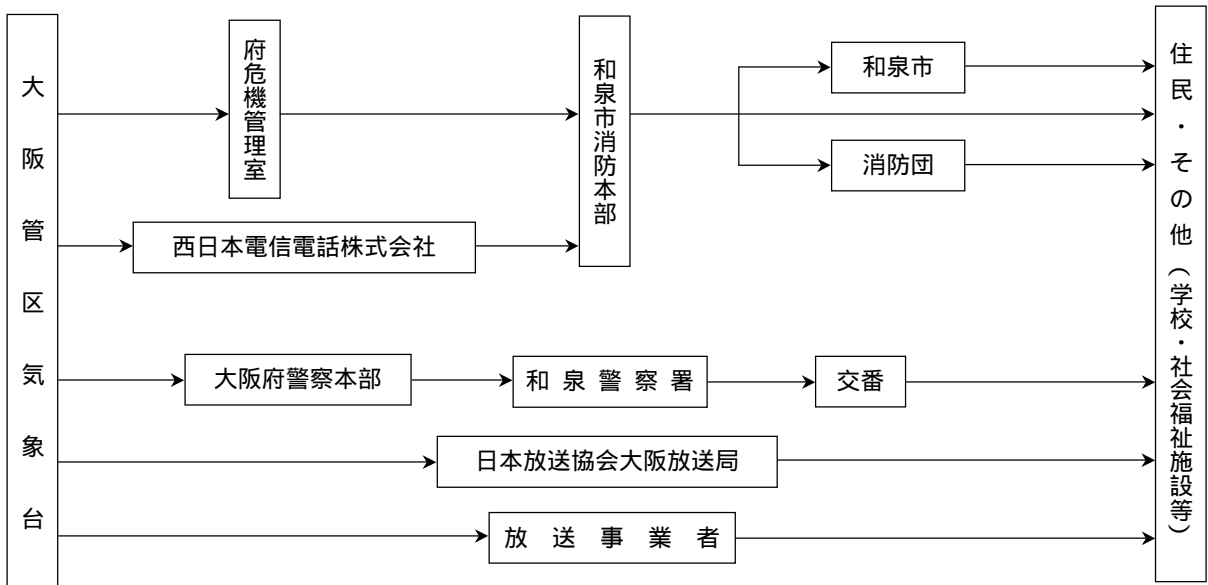 大阪管区気象台
府危機管理室
和泉市消防本部
和泉市
消防団
西日本電信電話株式会社
大阪府警察本部
和泉警察署
交番
日本放送協会大阪放送局
放送事業者
住民・その他(学校・社会福祉施設等)